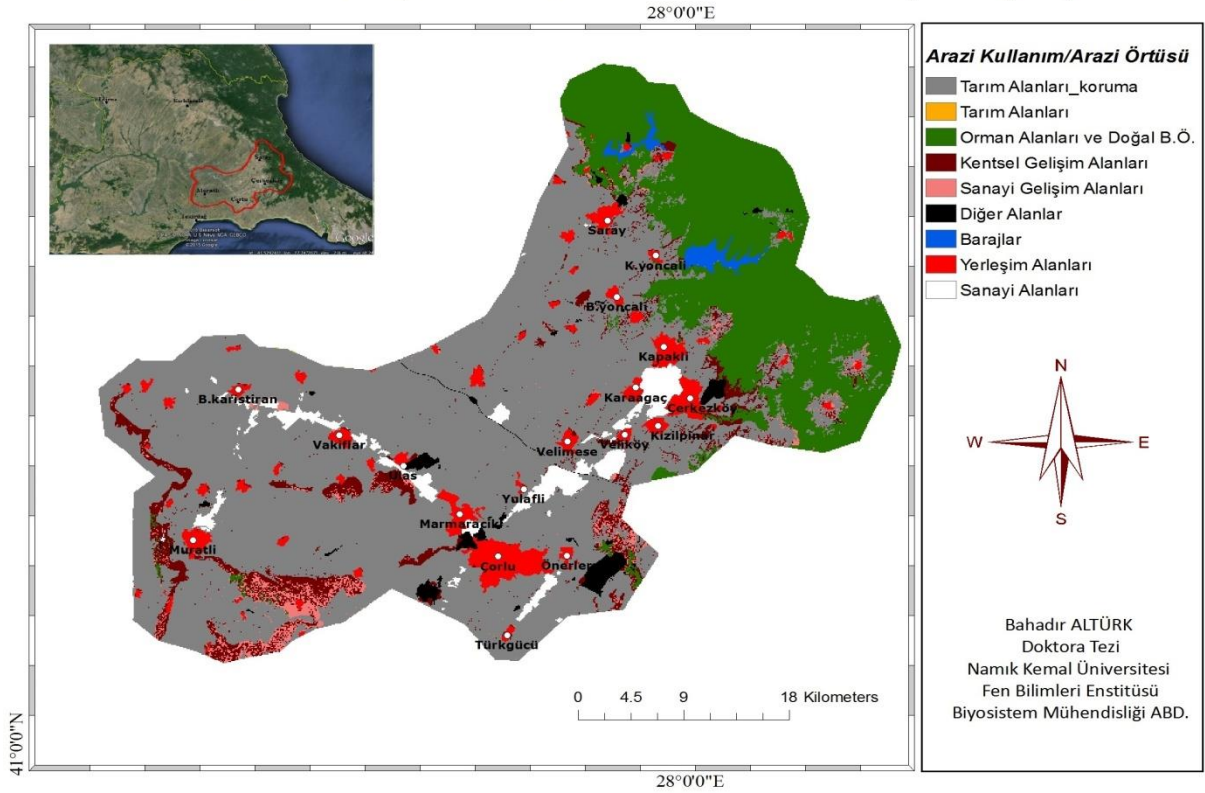 28°0'0"E
Arazi Kullanım/Arazi Örtüsü
Tarım Alanları_koruma
Tarım Alanları
Orman Alanları ve Doğal B.Ö.
Kentsel Gelişim Alanları
Sanayi Gelişim Alanları
Diğer Alanlar
Barajlar
Yerleşim Alanları
Sanayi Alanları
Saray
K.yoncali
B.yoncali
Kapakli
Karaagaç
Çerkezköy
B.karistiran
Vakiflar
Velimese
Veliköy
Kizilpinar
Ulas
Yulafli
Marmaracik
Muratli
Çorlu
Önerler
Türkgücü
N
W
E
S
0 4.5 9 18 Kilometers
Bahadır ALTÜRK
Doktora Tezi
Namık Kemal Üniversitesi
Fen Bilimleri Enstitüsü
Biyosistem Mühendisliği ABD.
41°0'0"N
28°0'0"E